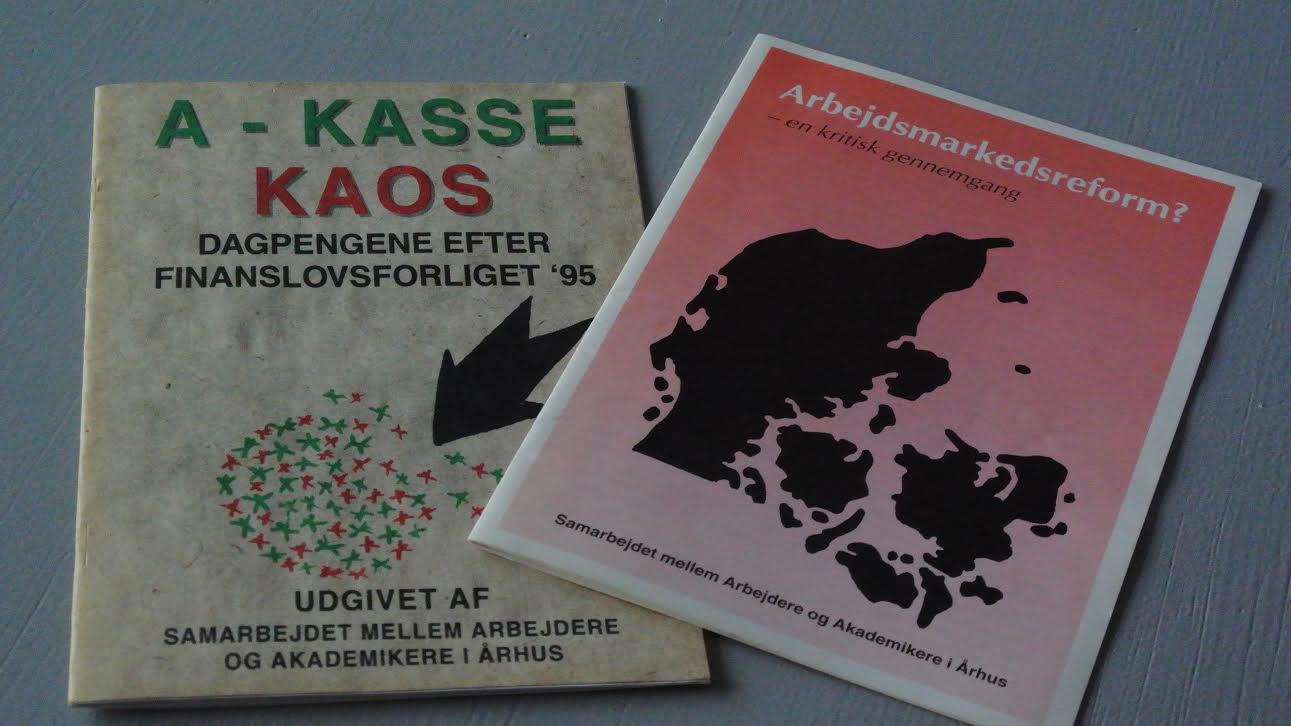 A - KASSE
KAOS
DAGPENGENE EFTER
FINANSLOVSFORLIGET ‘95
UDGIVET AF
SAMARBEJDET MELLEM ARBEJDERE
OG AKADEMIKERE I ÅRHUS
Arbejdsmarkedsreform?
– en kritisk gennemgang
Samarbejdet mellem Arbejdere og Akademikere i Århus